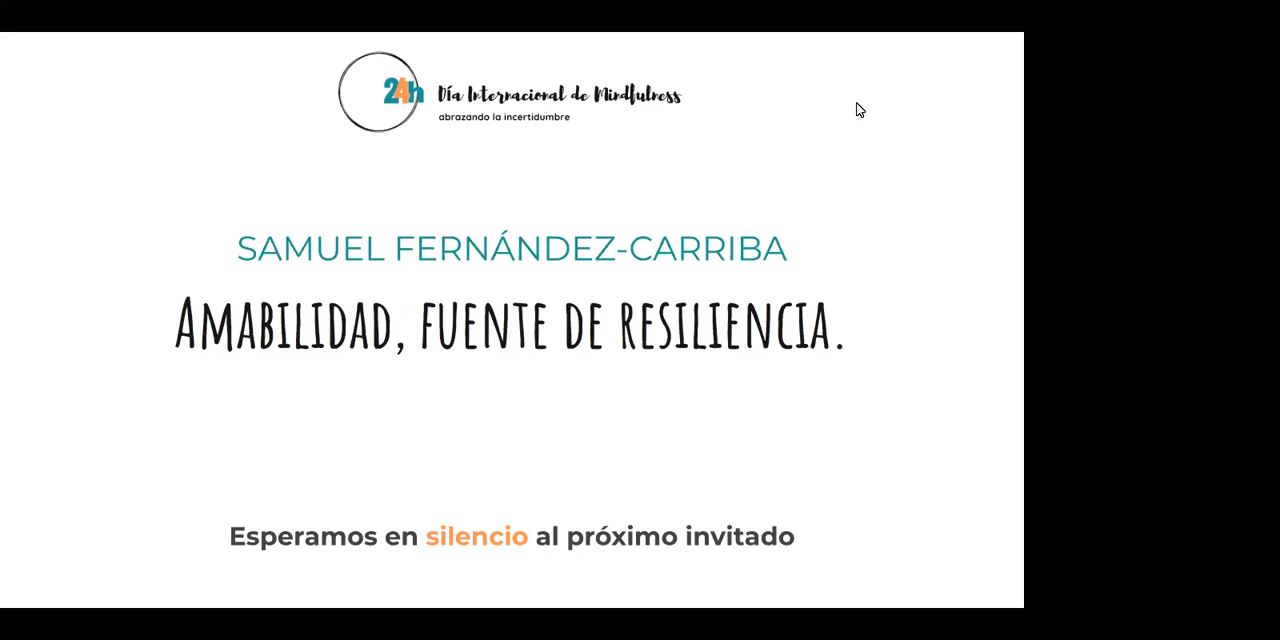 24h Día Internacional de Mindfulness
abrazando la incertidumbre
SAMUEL FERNÁNDEZ-CARRIBA
AMABILIDAD, FUENTE DE RESILIENCIA.
Esperamos en silencio al próximo invitado